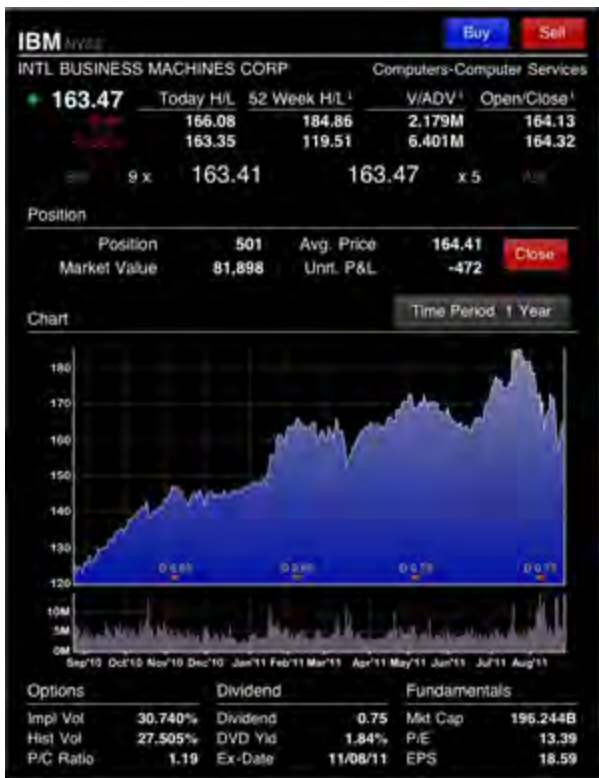 IBM NYSE Buy Sell
INTL BUSINESS MACHINES CORP Computers-Computer Services
163.47 Today H/L 52 Week H/L¹ V/ADV¹ Open/Close¹
166.08 184.86 2.179M 164.13
163.35 119.51 6.401M 164.32
9 x 163.41 163.47 x 5
Position
Position 501 Avg. Price 164.41 Close
Market Value 81,898 Unrl. P&L -472
Chart Time Period 1 Year
180
170
160
150
140
130
120
10M
5M
0M
Sep'10 Oct'10 Nov'10 Dec'10 Jan'11 Feb'11 Mar'11 Apr'11 May'11 Jun'11 Jul'11 Aug'11
Options Dividend Fundamentals
Impl Vol 30.740% Dividend 0.75 Mkt Cap 196.244B
Hist Vol 27.505% DVD Yld 1.84% P/E 13.39
P/C Ratio 1.19 Ex-Date 11/08/11 EPS 18.59